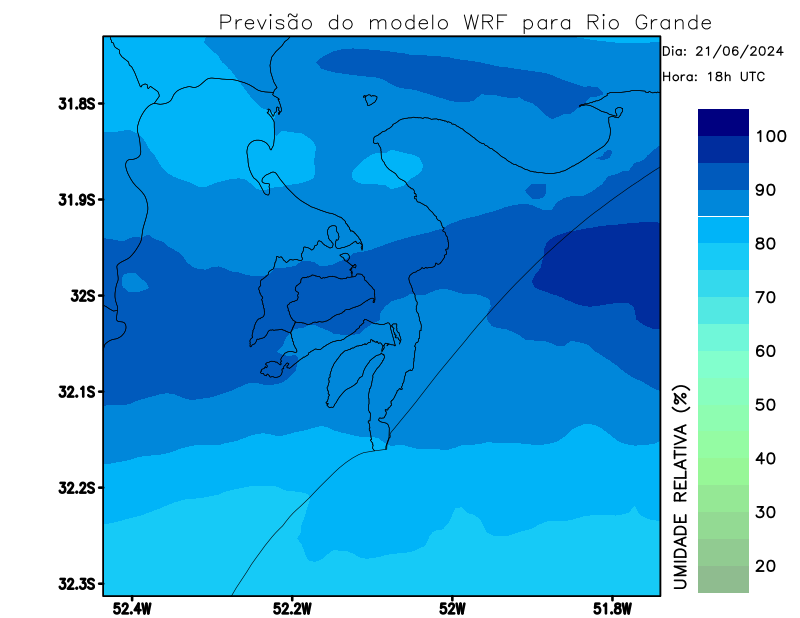 Previsão do modelo WRF para Rio Grande
Dia: 21/06/2024
Hora: 18h UTC
31.8S
31.9S
32S
32.1S
32.2S
32.3S
52.4W
52.2W
52W
51.8W
100
90
80
70
60
50
40
30
20
UMIDADE RELATIVA (%)